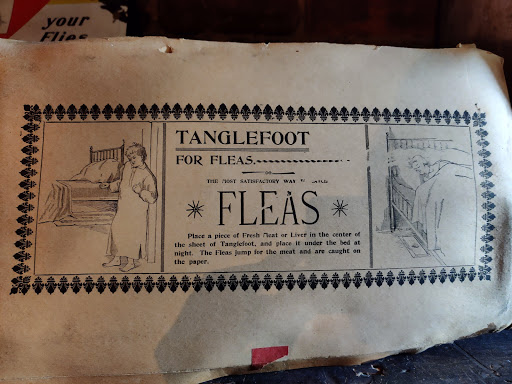 your
Flies
TANGLEFOOT
FOR FLEAS.
OR
THE MOST SATISFACTORY WAY
FLEAS
Place a piece of Fresh Meat or Liver in the center of
the sheet of Tanglefoot, and place it under the bed at
night. The Fleas jump for the meat and are caught on
the paper.